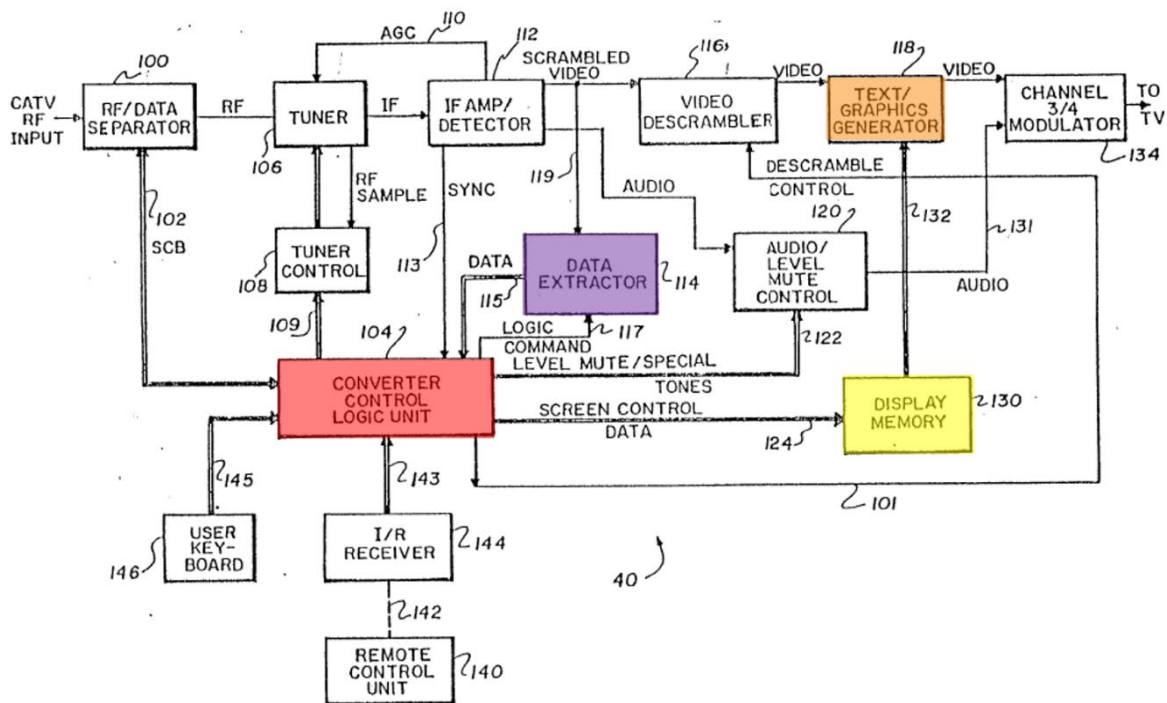 110
AGC
112
SCRAMBLED
VIDEO
116
VIDEO
118
VIDEO
100
CATV
RF
INPUT
RF/DATA
SEPARATOR
RF
TUNER
IF
IF AMP/
DETECTOR
VIDEO
DESCRAMBLER
TEXT/
GRAPHICS
GENERATOR
CHANNEL
3/4
MODULATOR
TO
TV
134
106
RF
SAMPLE
SYNC
119
AUDIO
DESCRAMBLE
CONTROL
102
SCB
113
120
132
131
TUNER
CONTROL
108
DATA
115
DATA
EXTRACTOR
114
AUDIO/
LEVEL
MUTE
CONTROL
AUDIO
109
104
LOGIC
COMMAND
117
122
LEVEL MUTE/SPECIAL
TONES
CONVERTER
CONTROL
LOGIC UNIT
SCREEN CONTROL
DATA
124
DISPLAY
MEMORY
130
145
143
101
USER
KEY-
BOARD
146
I/R
RECEIVER
144
40
142
REMOTE
CONTROL
UNIT
140